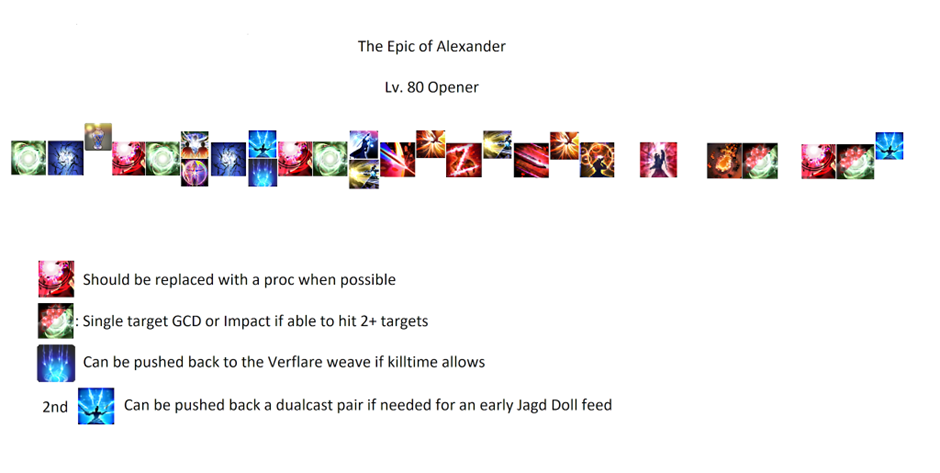 The Epic of Alexander
Lv. 80 Opener
Should be replaced with a proc when possible
: Single target GCD or Impact if able to hit 2+ targets
Can be pushed back to the Verflare weave if killtime allows
2nd Can be pushed back a dualcast pair if needed for an early Jagd Doll feed